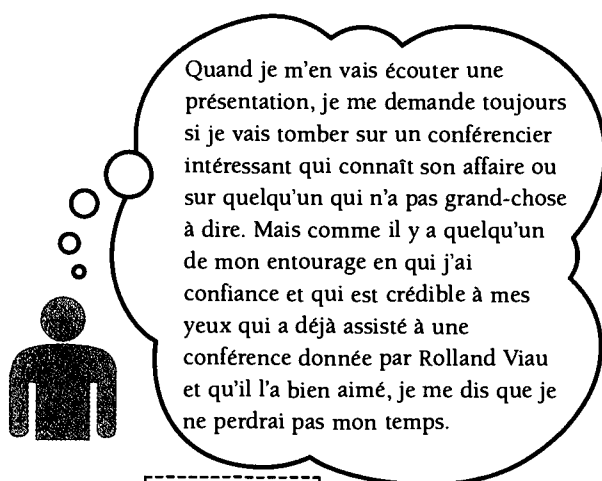 Quand je m'en vais écouter une
présentation, je me demande toujours
si je vais tomber sur un conférencier
intéressant qui connaît son affaire ou
sur quelqu'un qui n'a pas grand-chose
à dire. Mais comme il y a quelqu'un
de mon entourage en qui j'ai
confiance et qui est crédible à mes
yeux qui a déjà assisté à une
conférence donnée par Rolland Viau
et qu'il l'a bien aimé, je me dis que je
ne perdrai pas mon temps.